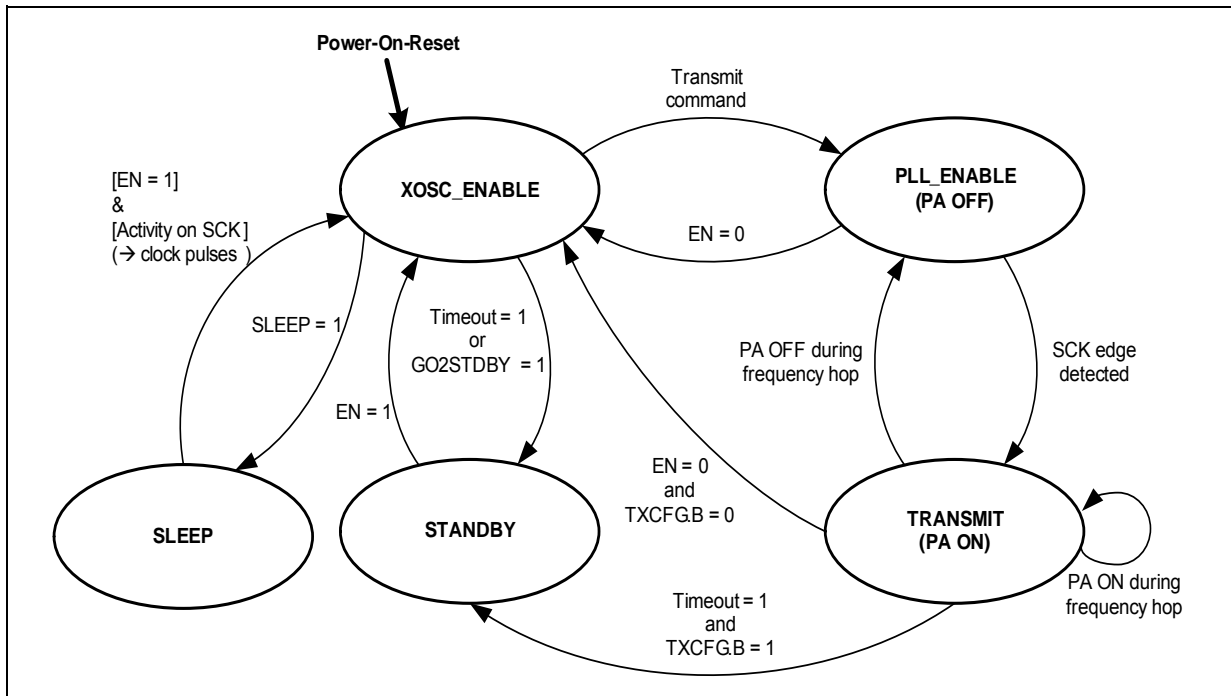 Power-On-Reset
Transmit
command
XOSC_ENABLE
PLL_ENABLE
(PA OFF)
[EN = 1]
&
[Activity on SCK]
(→ clock pulses )
EN = 0
SLEEP = 1
Timeout = 1
or
GO2STDBY = 1
PA OFF during
frequency hop
SCK edge
detected
EN = 1
EN = 0
and
TXCFG.B = 0
SLEEP
STANDBY
TRANSMIT
(PA ON)
PA ON during
frequency hop
Timeout = 1
and
TXCFG.B = 1